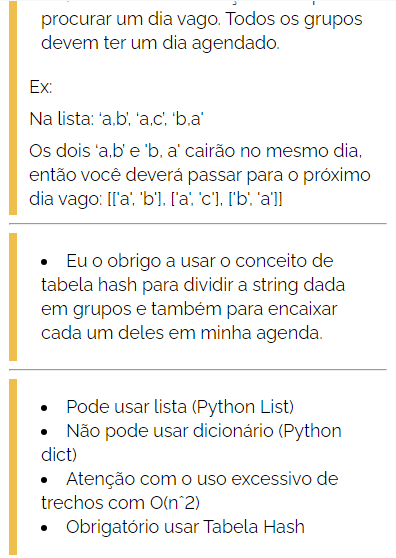 procurar um dia vago. Todos os grupos
devem ter um dia agendado.
Ex:
Na lista: ‘a,b’, ‘a,c’, ‘b,a’
Os dois ‘a,b’ e 'b, a' cairão no mesmo dia,
então você deverá passar para o próximo
dia vago: [['a', 'b'], ['a', 'c'], ['b', 'a']]
• Eu o obrigo a usar o conceito de
tabela hash para dividir a string dada
em grupos e também para encaixar
cada um deles em minha agenda.
• Pode usar lista (Python List)
• Não pode usar dicionário (Python
dict)
• Atenção com o uso excessivo de
trechos com O(n^2)
• Obrigatório usar Tabela Hash